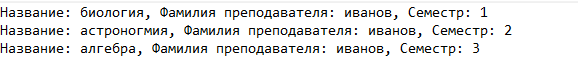 Название: биология, Фамилия преподавателя: иванов, Семестр: 1
Название: астроногмия, Фамилия преподавателя: иванов, Семестр: 2
Название: алгебра, Фамилия преподавателя: иванов, Семестр: 3